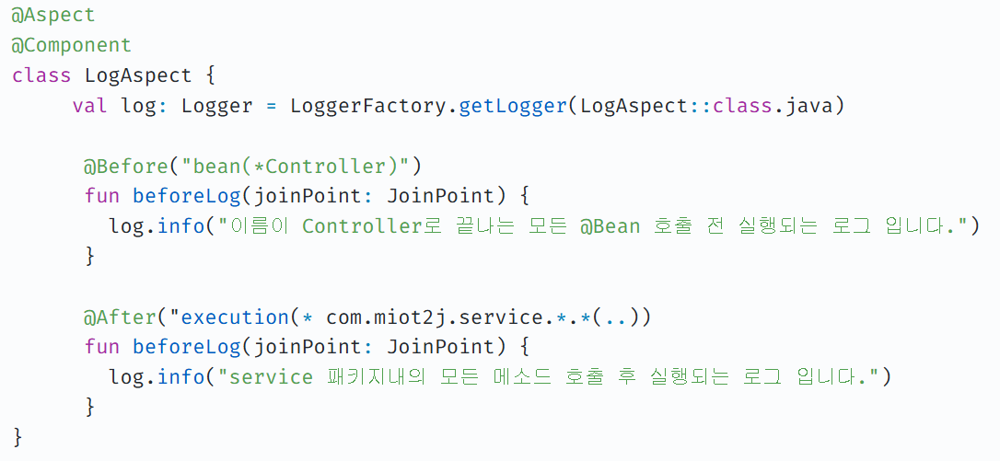 @Aspect
@Component
class LogAspect {
     val log: Logger = LoggerFactory.getLogger(LogAspect::class.java)

      @Before("bean(*Controller)")
      fun beforeLog(joinPoint: JoinPoint) {
        log.info("이름이 Controller로 끝나는 모든 @Bean 호출 전 실행되는 로그 입니다.")
      }

      @After("execution(* com.miot2j.service.*.*(..))
      fun beforeLog(joinPoint: JoinPoint) {
        log.info("service 패키지내의 모든 메소드 호출 후 실행되는 로그 입니다.")
      }
}